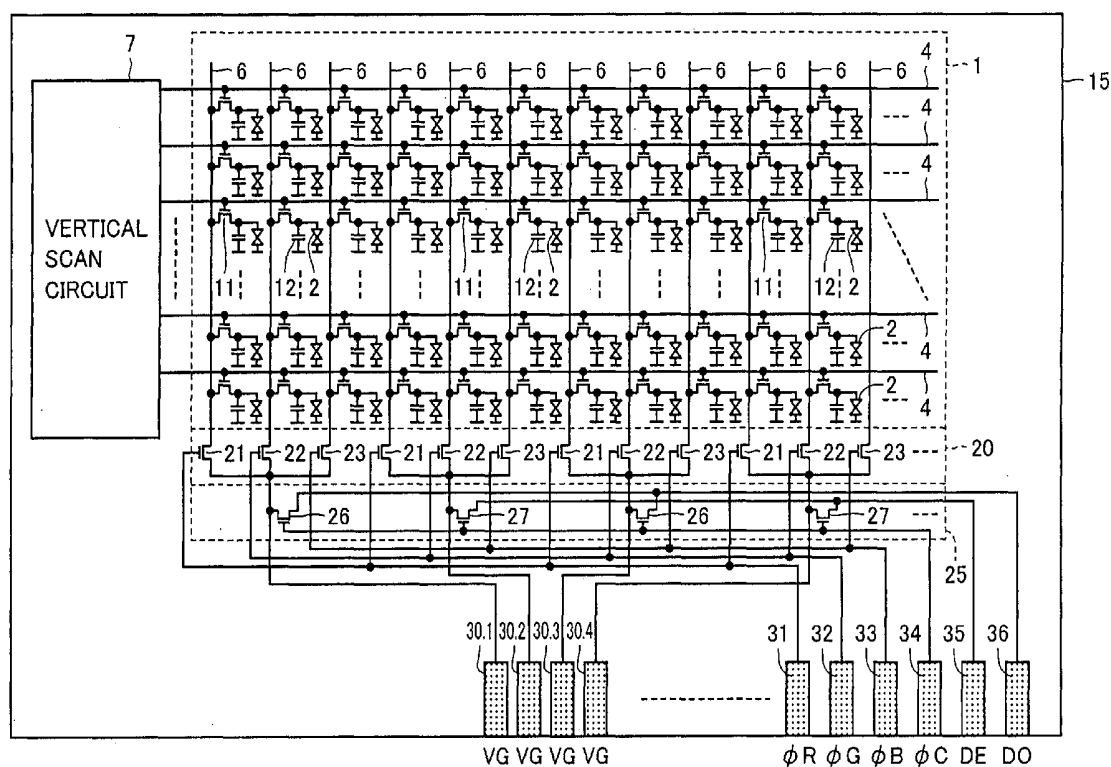 7
6 6 6 6 6 6 6 6 6 6 6 6
4
1
15
4
4
VERTICAL
SCAN
CIRCUIT
11 12 2 11 12 2 11 12 2
2
4
2
4
21 22 23 21 22 23 21 22 23 21 22 23
20
26 27 26 27
25
30.1 30.2 30.3 30.4 31 32 33 34 35 36
VG VG VG VG φR φG φB φC DE DO